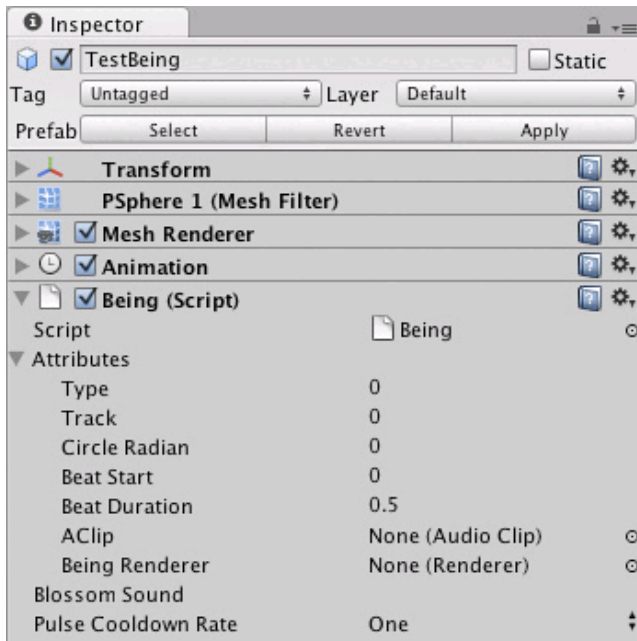 Inspector
TestBeing Static
Tag Untagged Layer Default
Prefab Select Revert Apply
Transform
PSphere 1 (Mesh Filter)
Mesh Renderer
Animation
Being (Script)
Script Being
Attributes
Type 0
Track 0
Circle Radian 0
Beat Start 0
Beat Duration 0.5
AClip None (Audio Clip)
Being Renderer None (Renderer)
Blossom Sound
Pulse Cooldown Rate One